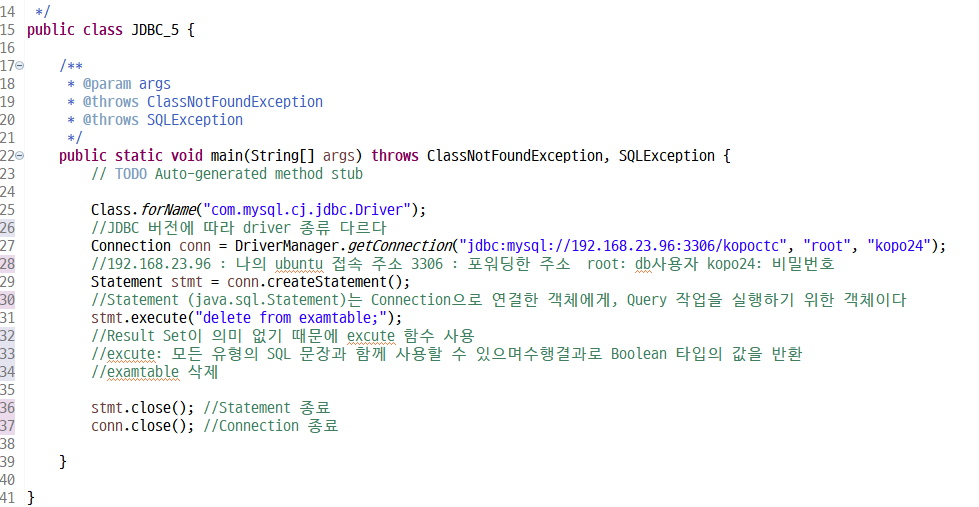 14 */
15 public class JDBC_5 {
16
17 /**
18 * @param args
19 * @throws ClassNotFoundException
20 * @throws SQLException
21 */
22 public static void main(String[] args) throws ClassNotFoundException, SQLException {
23 // TODO Auto-generated method stub
24
25 Class.forName("com.mysql.cj.jdbc.Driver");
26 //JDBC 버전에 따라 driver 종류 다르다
27 Connection conn = DriverManager.getConnection("jdbc:mysql://192.168.23.96:3306/kopoctc", "root", "kopo24");
28 //192.168.23.96 : 나의 ubuntu 접속 주소 3306 : 포워딩한 주소 root: db사용자 kopo24: 비밀번호
29 Statement stmt = conn.createStatement();
30 //Statement (java.sql.Statement)는 Connection으로 연결한 객체에게, Query 작업을 실행하기 위한 객체이다
31 stmt.execute("delete from examtable;");
32 //Result Set이 의미 없기 때문에 excute 함수 사용
33 //excute: 모든 유형의 SQL 문장과 함께 사용할 수 있으며수행결과로 Boolean 타입의 값을 반환
34 //examtable 삭제
35
36 stmt.close(); //Statement 종료
37 conn.close(); //Connection 종료
38
39 }
40
41 }